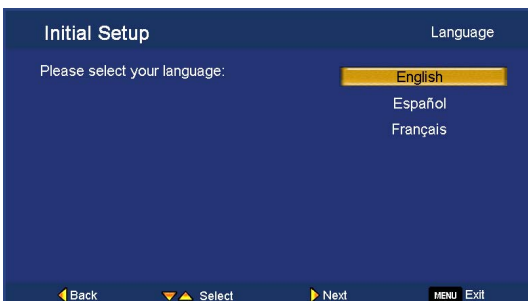 Initial Setup
Language
Please select your language:
English
Español
Français
Back Select Next MENU Exit